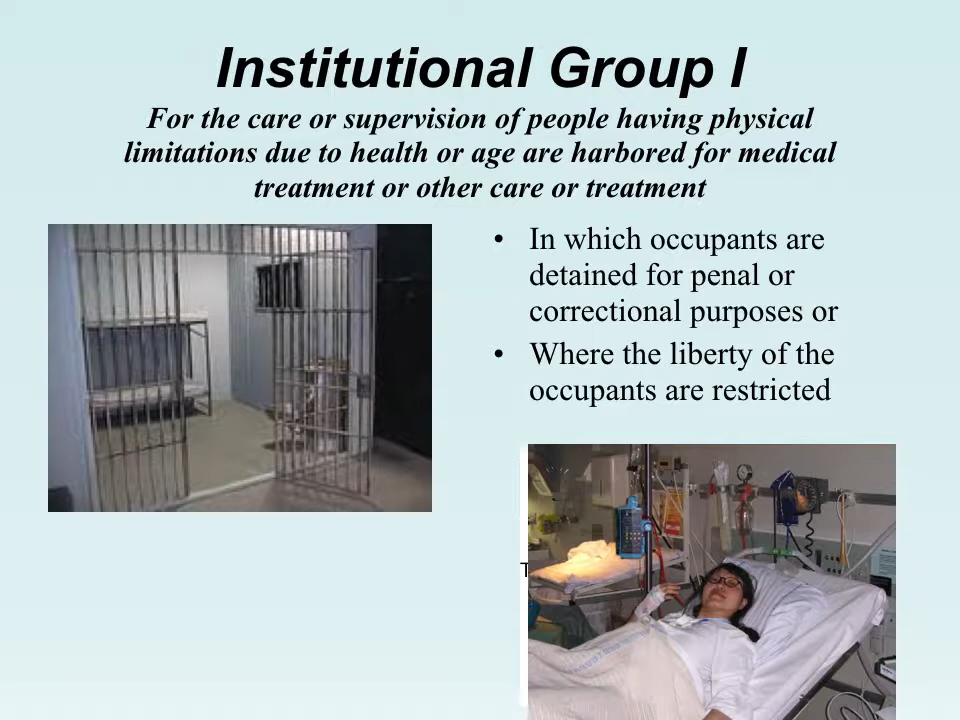 Institutional Group I
For the care or supervision of people having physical
limitations due to health or age are harbored for medical
treatment or other care or treatment
• In which occupants are
detained for penal or
correctional purposes or
• Where the liberty of the
occupants are restricted
T